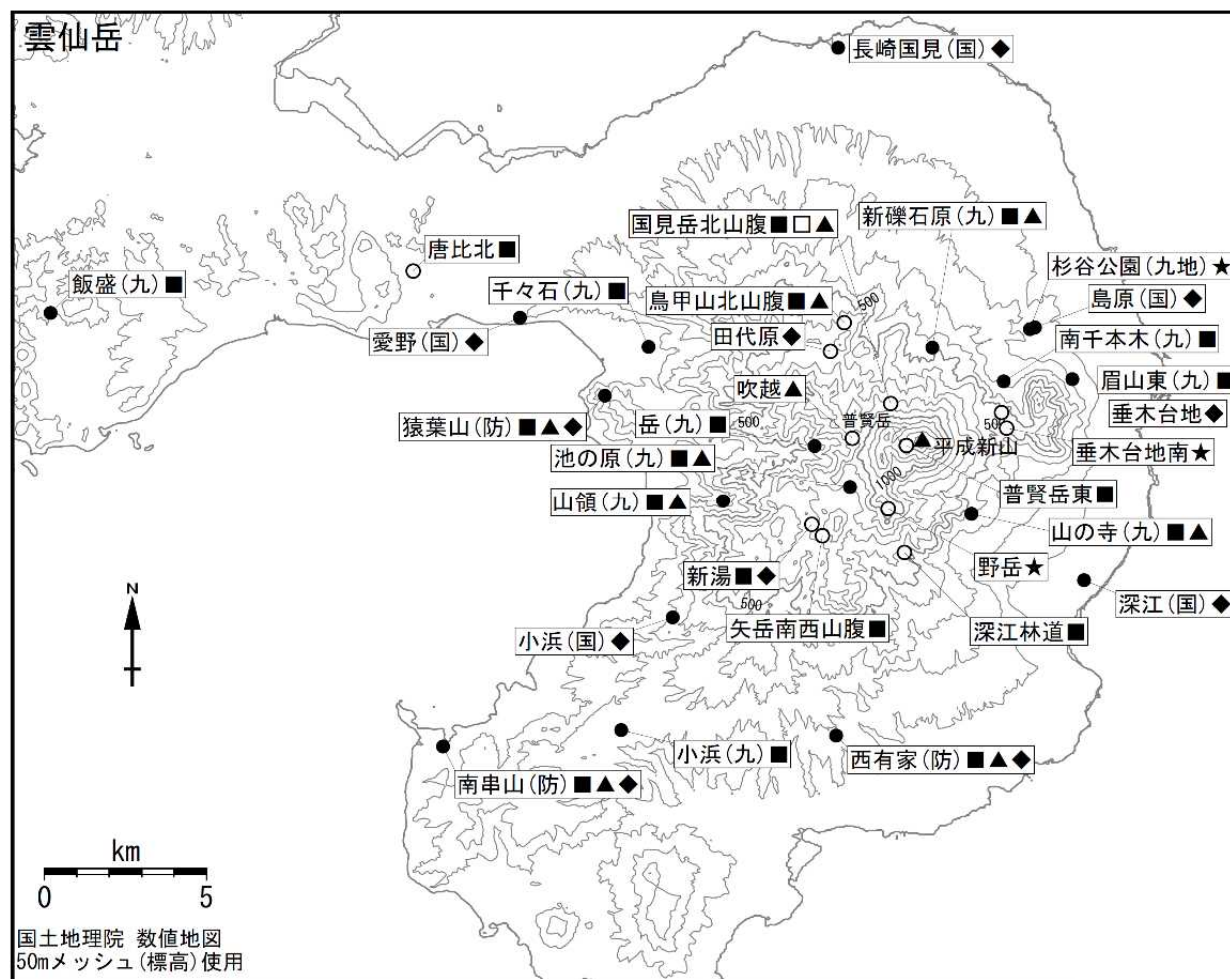 雲仙岳
長崎国見(国)◆
国見岳北山腹■□▲
新礫石原(九)■▲
唐比北■
杉谷公園(九地)★
飯盛(九)■
千々石(九)■
鳥甲山北山腹■▲
500
島原(国)◆
愛野(国)◆
田代原◆
南千本木(九)■
吹越▲
眉山東(九)■
猿葉山(防)■▲◆
岳(九)■
500
普賢岳
500
垂木台地◆
池の原(九)■▲
平成新山
垂木台地南★
1000
山領(九)■▲
普賢岳東■
山の寺(九)■▲
新湯■◆
野岳★
N
500
深江(国)◆
小浜(国)◆
矢岳南西山腹■
深江林道■
小浜(九)■
西有家(防)■▲◆
南串山(防)■▲◆
km
0 5
国土地理院 数値地図
50mメッシュ(標高)使用